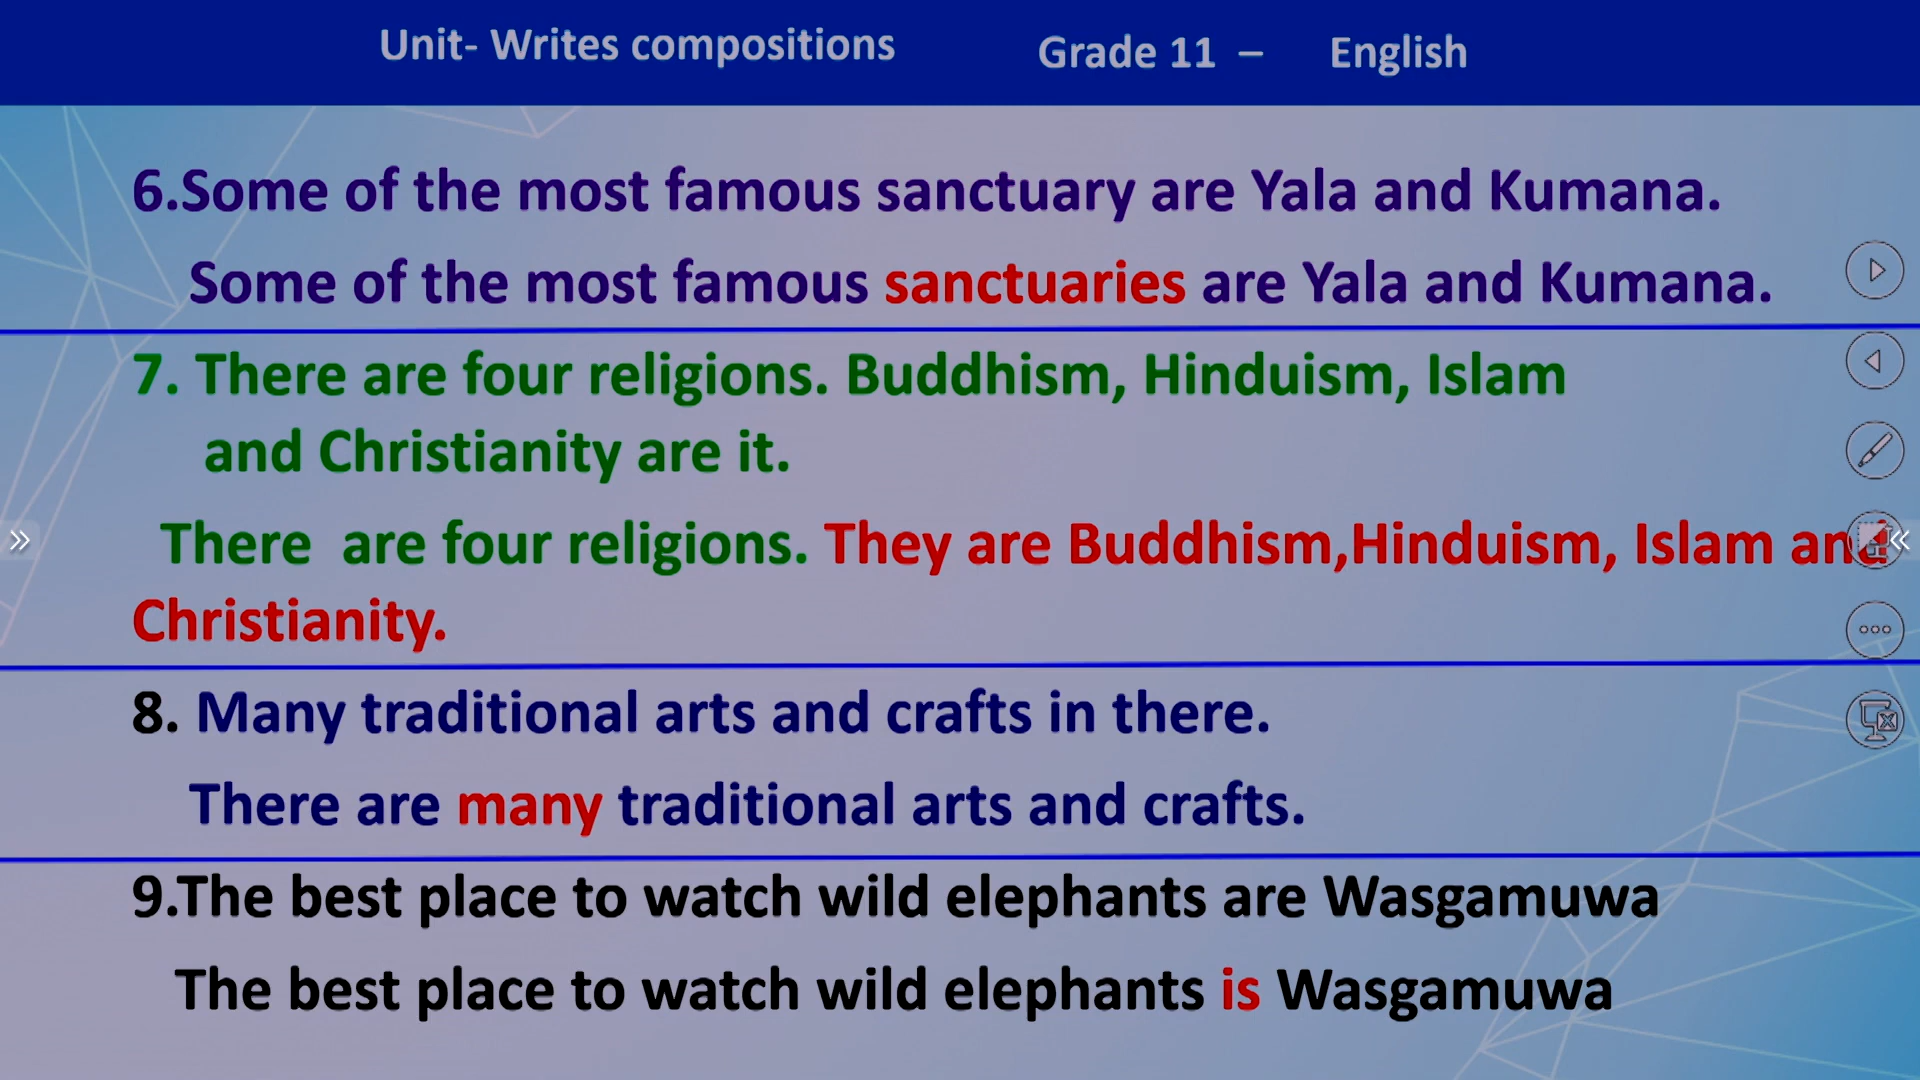 Unit- Writes compositions Grade 11 – English
6.Some of the most famous sanctuary are Yala and Kumana.
Some of the most famous sanctuaries are Yala and Kumana.
7. There are four religions. Buddhism, Hinduism, Islam
and Christianity are it.
There are four religions. They are Buddhism,Hinduism, Islam and
Christianity.
8. Many traditional arts and crafts in there.
There are many traditional arts and crafts.
9.The best place to watch wild elephants are Wasgamuwa
The best place to watch wild elephants is Wasgamuwa